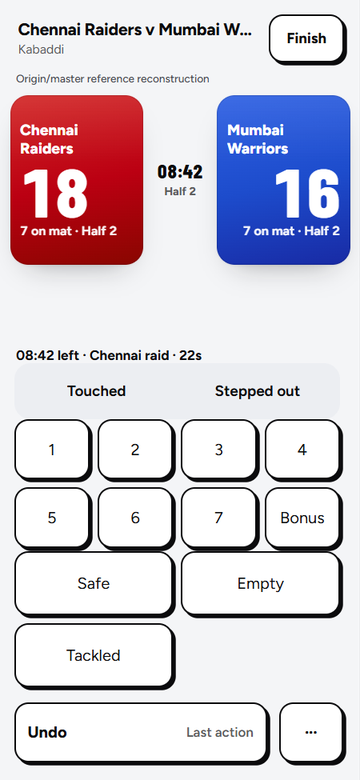 Chennai Raiders v Mumbai W...
Kabaddi
Finish
Origin/master reference reconstruction
Chennai
Raiders
18
7 on mat · Half 2
08:42
Half 2
Mumbai
Warriors
16
7 on mat · Half 2
08:42 left · Chennai raid · 22s
Touched
Stepped out
1
2
3
4
5
6
7
Bonus
Safe
Empty
Tackled
Undo
Last action
...